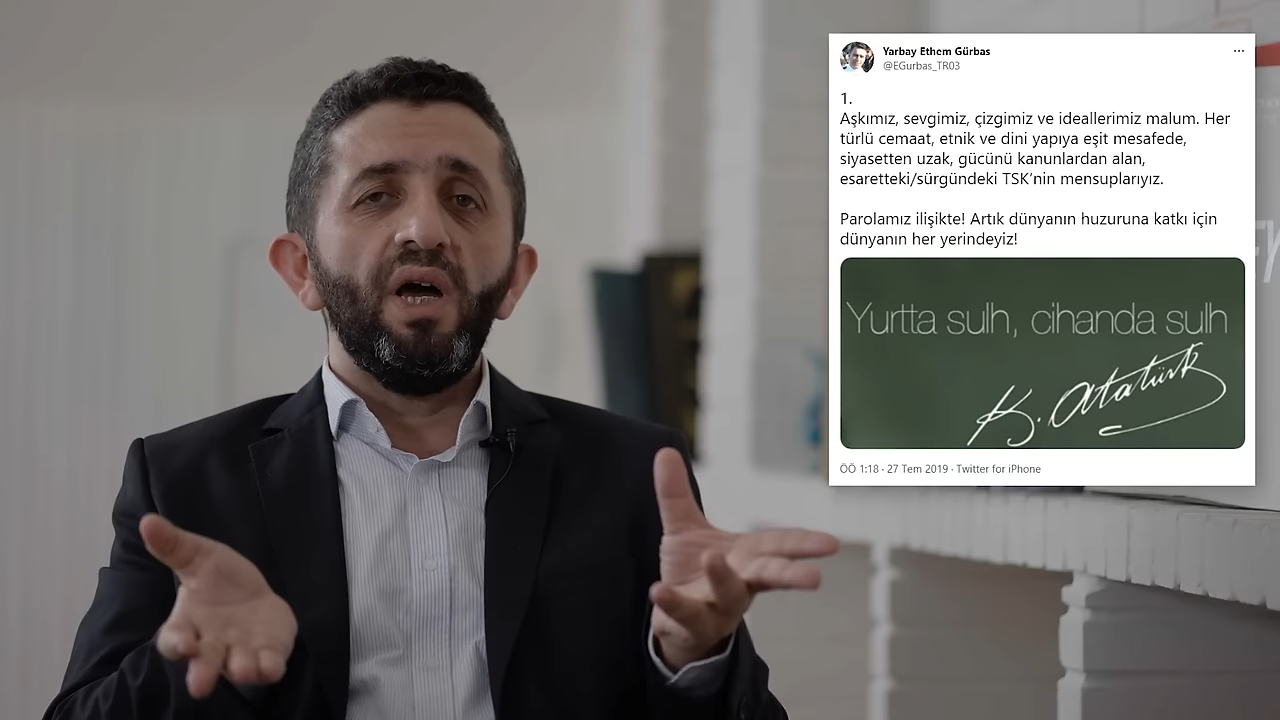 Yarbay Ethem Gürbas
@EGurbas_TR03
1.
Aşkımız, sevgimiz, çizgimiz ve ideallerimiz malum. Her
türlü cemaat, etnik ve dini yapıya eşit mesafede,
siyasetten uzak, gücünü kanunlardan alan,
esaretteki/sürgündeki TSK'nin mensuplarıyız.
Parolamız ilişikte! Artık dünyanın huzuruna katkı için
dünyanın her yerindeyiz!
Yurtta sulh, cihanda sulh
K. Atatürk
ÖÖ 1:18 · 27 Tem 2019 · Twitter for iPhone